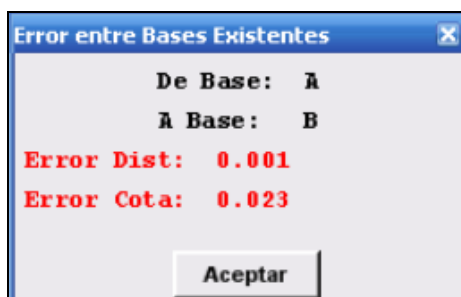 Error entre Bases Existentes
De Base: A
A Base: B
Error Dist: 0.001
Error Cota: 0.023
Aceptar